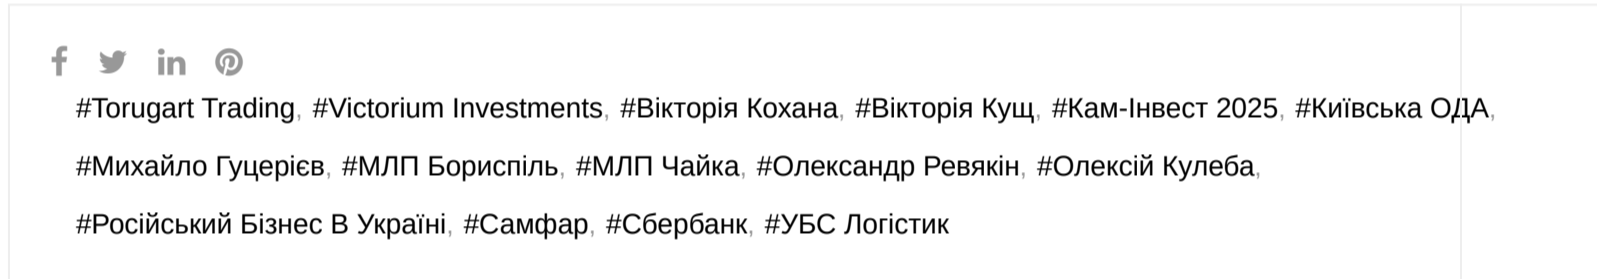 #Torugart Trading, #Victorium Investments, #Вікторія Кохана, #Вікторія Кущ, #Кам-Інвест 2025, #Київська ОДА,
#Михайло Гуцерієв, #МЛП Бориспіль, #МЛП Чайка, #Олександр Ревякін, #Олексій Кулеба,
#Російський Бізнес В Україні, #Самфар, #Сбербанк, #УБС Логістик